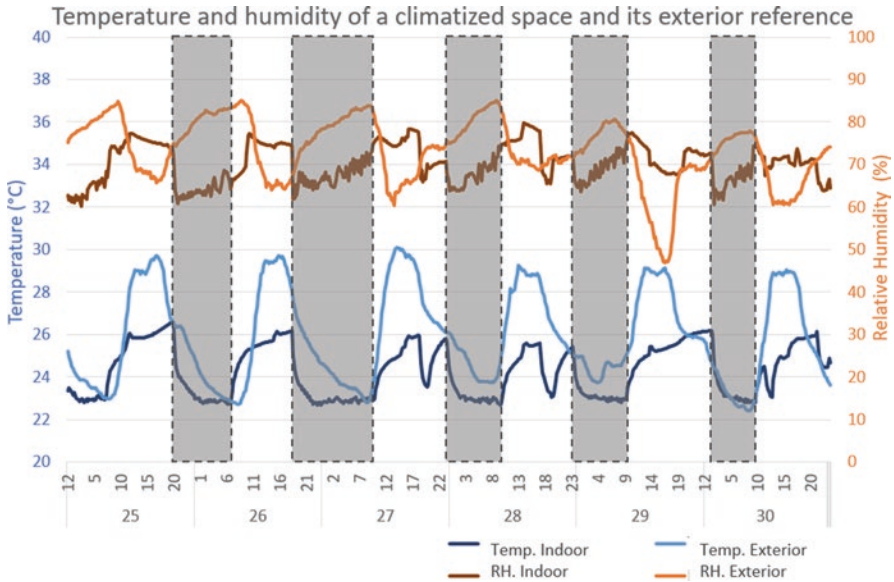 Temperature and humidity of a climatized space and its exterior reference
40 100
38 90
36 80
34 70
32 60
30 50
28 40
26 30
24 20
22 10
20 0
Temperature (°C)
Relative Humidity (%)
12 5 10 15 20 1 6 11 16 21 2 7 12 17 22 3 8 13 18 23 4 9 14 19 12 5 10 15 20
25 26 27 28 29 30
Temp. Indoor Temp. Exterior
RH. Indoor RH. Exterior